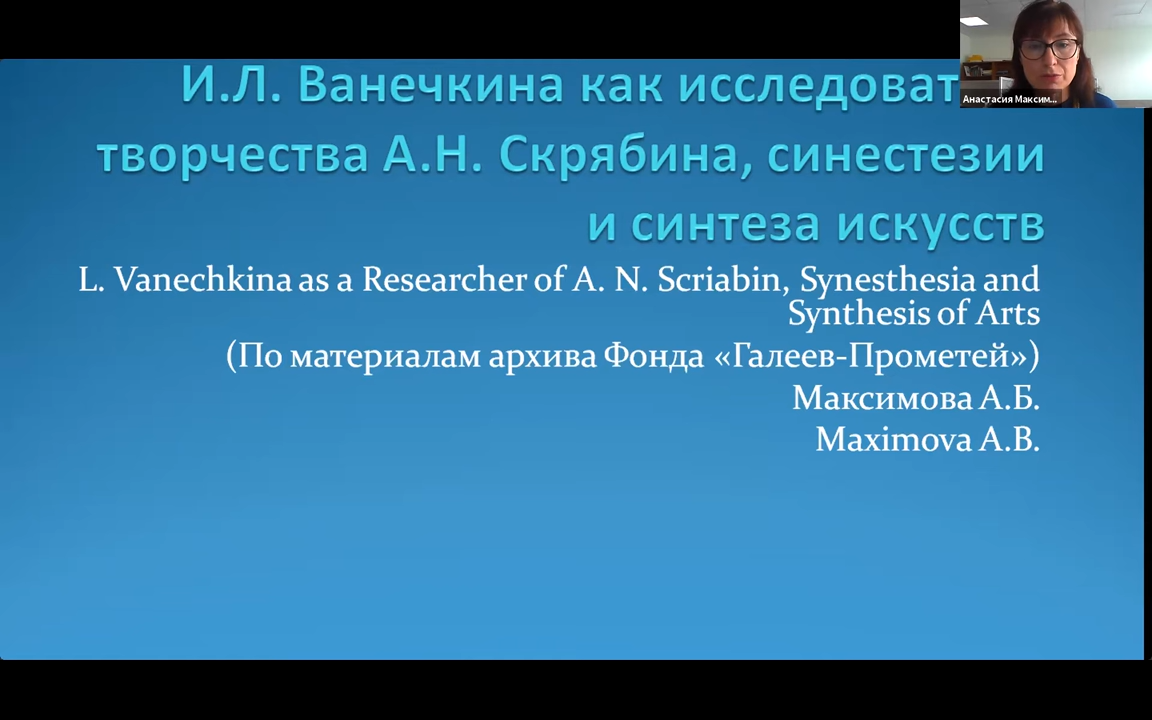 И.Л. Ванечкина как исследоват
творчества А.Н. Скрябина, синестезии
и синтеза искусств
L. Vanechkina as a Researcher of A. N. Scriabin, Synesthesia and
Synthesis of Arts
(По материалам архива Фонда «Галеев-Прометей»)
Максимова А.Б.
Maximova A.B.
Анастасия Максим...